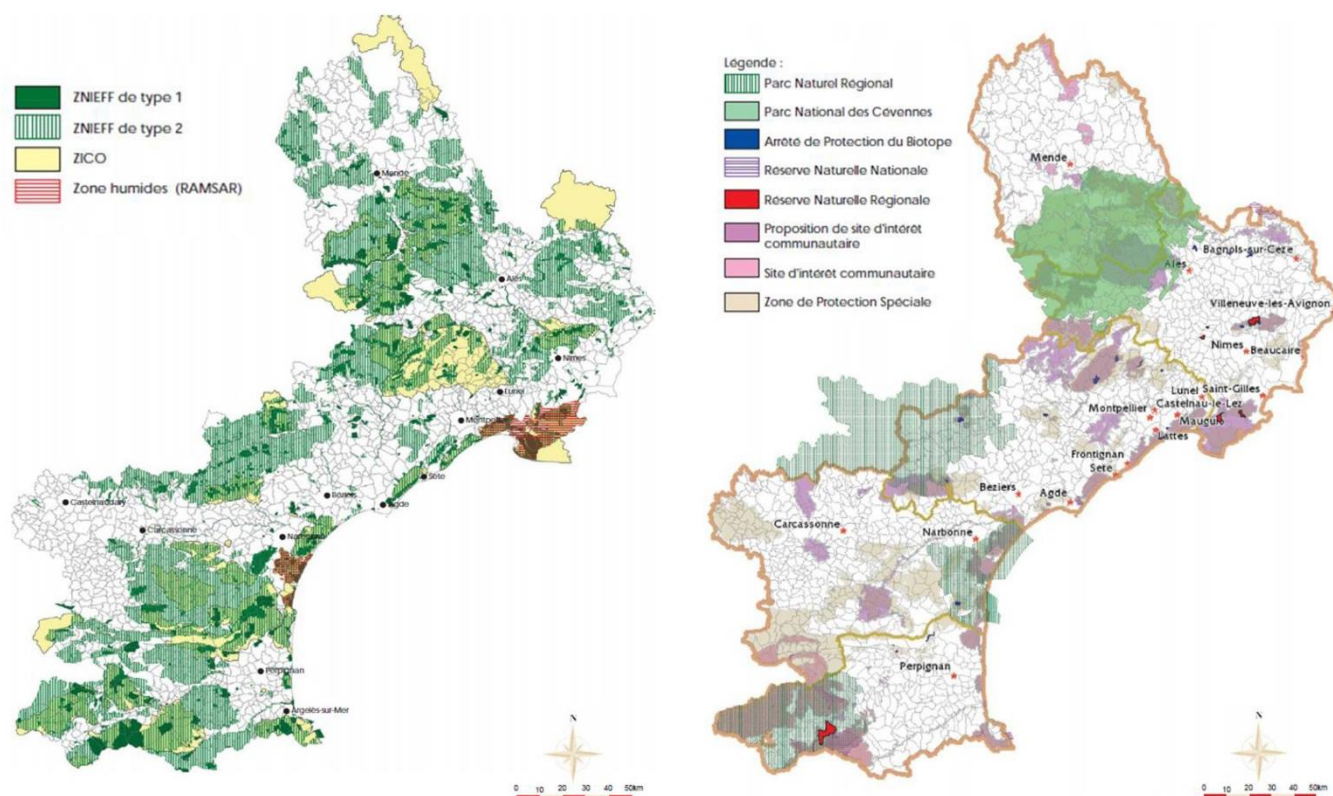 ZNIEFF de type 1
ZNIEFF de type 2
ZICO
Zone humides (RAMSAR)
Mende
Alès
Nîmes
Lunel
Montpellier
Sète
Agde
Béziers
Castelnaudary
Carcassonne
Narbonne
Perpignan
Argelès-sur-Mer
N
0 10 20 30 40 50km
Légende :
Parc Naturel Régional
Parc National des Cévennes
Arrêté de Protection du Biotope
Réserve Naturelle Nationale
Réserve Naturelle Régionale
Proposition de site d'intérêt
communautaire
Site d'intérêt communautaire
Zone de Protection Spéciale
Mende
Bagnols-sur-Ceze
Ales
Villeneuve-les-Avignon
Nimes
Beaucaire
Lunel
Saint-Gilles
Castelnau-le-Lez
Montpellier
Mauguio
Lattes
Frontignan
Sete
Beziers
Agde
Carcassonne
Narbonne
Perpignan
N
0 10 20 30 40 50km